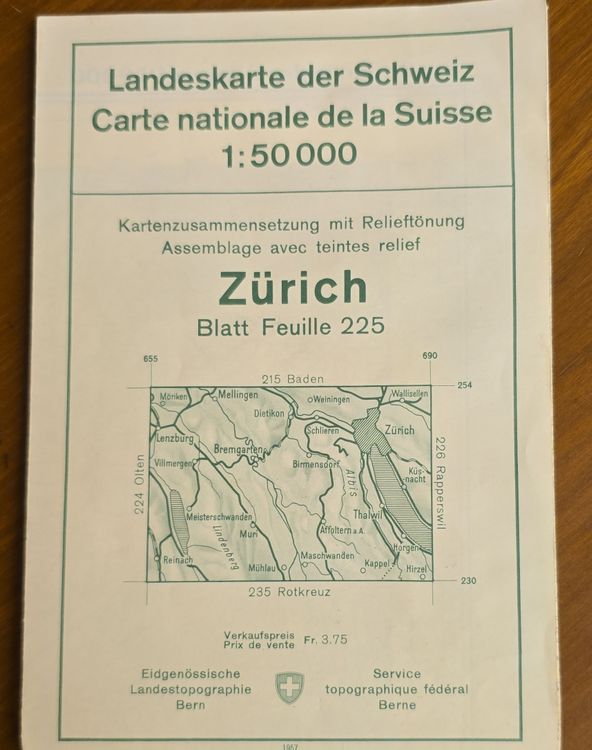 Landeskarte der Schweiz
Carte nationale de la Suisse
1:50 000
Kartenzusammensetzung mit Relieftönung
Assemblage avec teintes relief
Zürich
Blatt Feuille 225
655
690
215 Baden
254
Möriken
Mellingen
Weiningen
Wallisellen
Dietikon
Schlieren
Zürich
Lenzburg
Bremgarten
Villmergen
Birmensdorf
Albis
Küs-
nacht
224 Olten
226 Rapperswil
Meisterschwanden
Thalwil
Muri
Affoltern a.A.
Lindenberg
Horgen
Reinach
Maschwanden
Mühlau
Kappel
Hirzel
230
235 Rotkreuz
Verkaufspreis
Prix de vente Fr. 3.75
Eidgenössische
Landestopographie
Bern
Service
topographique fédéral
Berne
1957